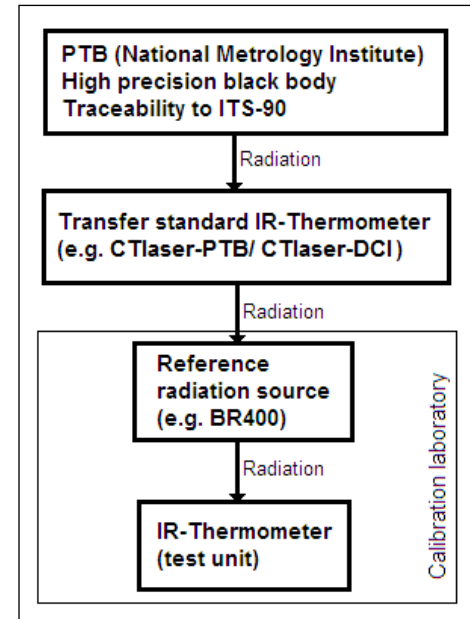 PTB (National Metrology Institute)
High precision black body
Traceability to ITS-90
Radiation
Transfer standard IR-Thermometer
(e.g. CTlaser-PTB/ CTlaser-DCI)
Radiation
Reference
radiation source
(e.g. BR400)
Radiation
IR-Thermometer
(test unit)
Calibration laboratory